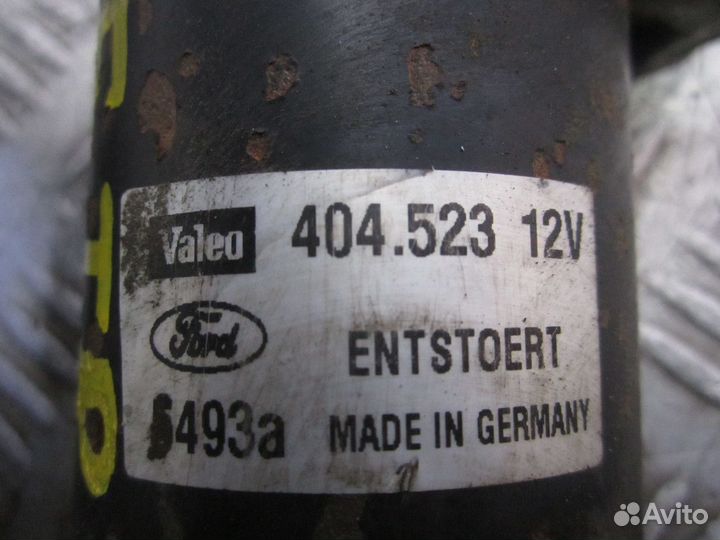 Valeo 404.523 12V
Ford ENTSTOERT
493a MADE IN GERMANY
Avito